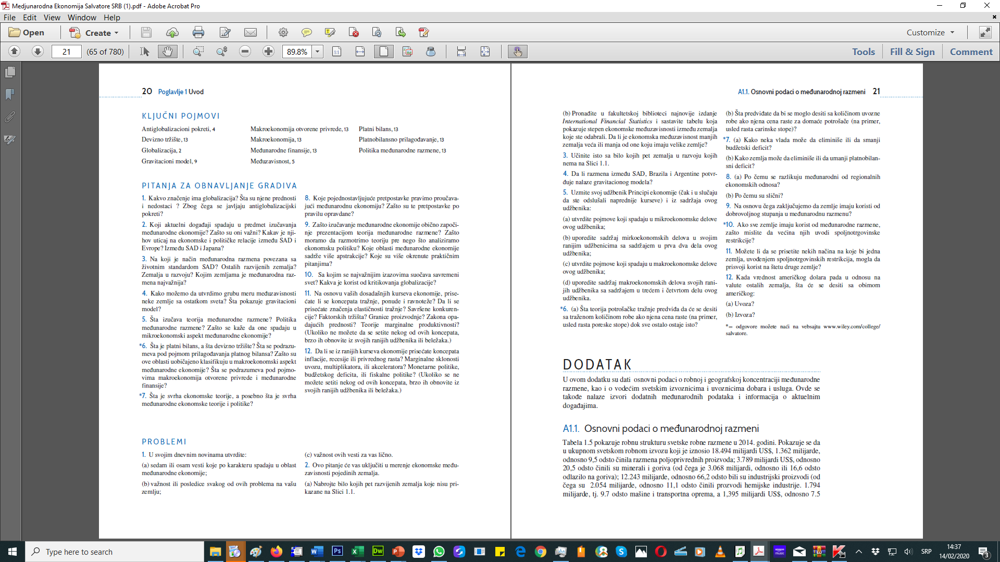 Medjunarodna Ekonomija Salvatore SRB (1).pdf - Adobe Acrobat Pro
File Edit View Window Help
Open Create Customize
21 (65 of 780) 89.8% Tools Fill & Sign Comment
20 Poglavlje 1 Uvod
KLJUČNI POJMOVI
Antiglobalizacioni pokreti, 4
Devizno tržište, 13
Globalizacija, 2
Gravitacioni model, 9
Makroekonomija otvorene privrede, 13
Makroekonomija, 13
Međunarodne finansije, 13
Međuzavisnost, 5
Platni bilans, 13
Platnobilansno prilagođavanje, 13
Politika međunarodne razmene, 13
PITANJA ZA OBNAVLJANJE GRADIVA
1. Kakvo značenje ima globalizacija? Šta su njene prednosti
i nedostaci ? Zbog čega se javljaju antiglobalizacijski
pokreti?
2. Koji aktuelni događaji spadaju u predmet izučavanja
međunarodne ekonomije? Zašto su oni važni? Kakav je nji-
hov uticaj na ekonomske i političke relacije između SAD i
Evrope? Između SAD i Japana?
3. Na koji je način međunarodna razmena povezana sa
životnim standardom SAD? Ostalih razvijenih zemalja?
Zemalja u razvoju? Kojim zemljama je međunarodna raz-
mena najvažnija?
4. Kako možemo da utvrdimo grubu meru međuzavisnosti
neke zemlje sa ostatkom sveta? Šta pokazuje gravitacioni
model?
5. Šta izučava teorija međunarodne razmene? Politika
međunarodne razmene? Zašto se kaže da one spadaju u
mikroekonomski aspekt međunarodne ekonomije?
*6. Šta je platni bilans, a šta devizno tržište? Šta se podrazu-
meva pod pojmom prilagođavanja platnog bilansa? Zašto su
ove oblasti uobičajeno klasifikuju u makroekonomski aspekt
međunarodne ekonomije? Šta se podrazumeva pod pojmo-
vima makroekonomija otvorene privrede i međunarodne
finansije?
*7. Šta je svrha ekonomske teorije, a posebno šta je svrha
međunarodne ekonomske teorije i politike?
8. Koje pojednostavljujuće pretpostavke pravimo proučava-
jući međunarodnu ekonomiju? Zašto su te pretpostavke po
pravilu opravdane?
9. Zašto izučavanje međunarodne ekonomije obično započi-
nje prezentacijom teorija međunarodne razmene? Zašto
moramo da razmotrimo teoriju pre nego što analiziramo
ekonomsku politiku? Koje oblasti međunarodne ekonomije
sadrže više apstrakcije? Koje su više okrenute praktičnim
pitanjima?
10. Sa kojim se najvažnijim izazovima suočava savremeni
svet? Kakva je korist od kritikovanja globalizacije?
11. Na osnovu vaših dosadašnjih kurseva ekonomije, prise-
ćate li se koncepata tražnje, ponude i ravnoteže? Da li se
prisećate značenja elastičnosti tražnje? Savršene konkuren-
cije? Faktorskih tržišta? Granice proizvodnje? Zakona opa-
dajućih prednosti? Teorije marginalne produktivnosti?
(Ukoliko ne možete da se setite nekog od ovih koncepata,
brzo ih obnovite iz svojih ranijih udžbenika ili beležaka.)
12. Da li se iz ranijih kurseva ekonomije prisećate koncepata
inflacije, recesije ili privrednog rasta? Marginalne sklonosti
uvozu, multiplikatora, ili akceleratora? Monetarne politike,
budžetskog deficita, ili fiskalne politike? (Ukoliko se ne
možete setiti nekog od ovih koncepata, brzo ih obnovite iz
svojih ranijih udžbenika ili beležaka.)
PROBLEMI
1. U svojim dnevnim novinama utvrdite:
(a) sedam ili osam vesti koje po karakteru spadaju u oblast
međunarodne ekonomije;
(b) važnost ili posledice svakog od ovih problema na vašu
zemlju;
(c) važnost ovih vesti za vas lično.
2. Ovo pitanje će vas uključiti u merenje ekonomske među-
zavisnosti pojedinih zemalja.
(a) Nabrojte bilo kojih pet razvijenih zemalja koje nisu pri-
kazane na Slici 1.1.
A1.1. Osnovni podaci o međunarodnoj razmeni 21
(b) Pronađite u fakultetskoj biblioteci najnovije izdanje
International Financial Statistics i sastavite tabelu koja
pokazuje stepen ekonomske međuzavisnosti između zemalja
koje ste odabrali. Da li je ekonomska međuzavisnost manjih
zemalja veća ili manja od one koju imaju velike zemlje?
3. Učinite isto sa bilo kojih pet zemalja u razvoju kojih
nema na Slici 1.1.
4. Da li razmena između SAD, Brazila i Argentine potvr-
đuje nalaze gravitacionog modela?
5. Uzmite svoj udžbenik Principi ekonomije (čak i u slučaju
da ste odslušali naprednije kurseve) i iz sadržaja ovog
udžbenika:
(a) utvrdite pojmove koji spadaju u mikroekonomske delove
ovog udžbenika;
(b) uporedite sadržaj mirkoekonomskih delova u svojim
ranijim udžbenicima sa sadržajem u prva dva dela ovog
udžbenika;
(c) utvrdite pojmove koji spadaju u makroekonomske delove
ovog udžbenika;
(d) uporedite sadržaj makroekonomskih delova svojih rani-
jih udžbenika sa sadržajem u trećem i četvrtom delu ovog
udžbenika.
*6. (a) Šta teorija potrošačke tražnje predviđa da će se desiti
sa traženom količinom robe ako njena cena raste (na primer,
usled rasta poreske stope) dok sve ostalo ostaje isto?
(b) Šta predviđate da bi se moglo desiti sa količinom uvozne
robe ako njena cena raste za domaće potrošače (na primer,
usled rasta carinske stope)?
*7. (a) Kako neka vlada može da eliminiše ili da smanji
budžetski deficit?
(b) Kako zemlja može da eliminiše ili da umanji platnobilan-
sni deficit?
8. (a) Po čemu se razlikuju međunarodni od regionalnih
ekonomskih odnosa?
(b) Po čemu su slični?
9. Na osnovu čega zaključujemo da zemlje imaju koristi od
dobrovoljnog stupanja u međunarodnu razmenu?
*10. Ako sve zemlje imaju korist od međunarodne razmene,
zašto mislite da većina njih uvodi spoljnotrgovinske
restrikcije?
11. Možete li da se prisetite nekih načina na koje bi jedna
zemlja, uvođenjem spoljnotrgovinskih restrikcija, mogla da
prisvoji korist na štetu druge zemlje?
12. Kada vrednost američkog dolara pada u odnosu na
valute ostalih zemalja, šta će se desiti sa obimom
američkog:
(a) Uvoza?
(b) Izvoza?
*= odgovore možete naći na vebsajtu www.wiley.com/college/
salvatore.
DODATAK
U ovom dodatku su dati osnovni podaci o robnoj i geografskoj koncentraciji međunarodne
razmene, kao i o vodećim svetskim izvoznicima i uvoznicima dobara i usluga. Ovde se
takođe nalaze izvori dodatnih međunarodnih podataka i informacija o aktuelnim
događajima.
A1.1. Osnovni podaci o međunarodnoj razmeni
Tabela 1.5 pokazuje robnu strukturu svetske robne razmene u 2014. godini. Pokazuje se da
u ukupnom svetskom robnom izvozu koji je iznosio 18.494 milijardi US$, 1.362 milijarde,
odnosno 9,5 odsto činila razmena poljoprivrednih proizvoda; 3.789 milijardi US$, odnosno
20,5 odsto činili su minerali i goriva (od čega je 3.068 milijardi, odnosno ili 16,6 odsto
odlazilo na goriva); 12.243 milijarde, odnosno 66,2 odsto bili su industrijski proizvodi (od
čega su 2.054 milijarde, odnosno 11,1 odsto činili prozvodi hemijske industrije. 1.794
milijarde, tj. 9.7 odsto mašine i transportna oprema, a 1,395 milijardi US$, odnosno 7.5
Type here to search
SRP
14:37
14/02/2020
3